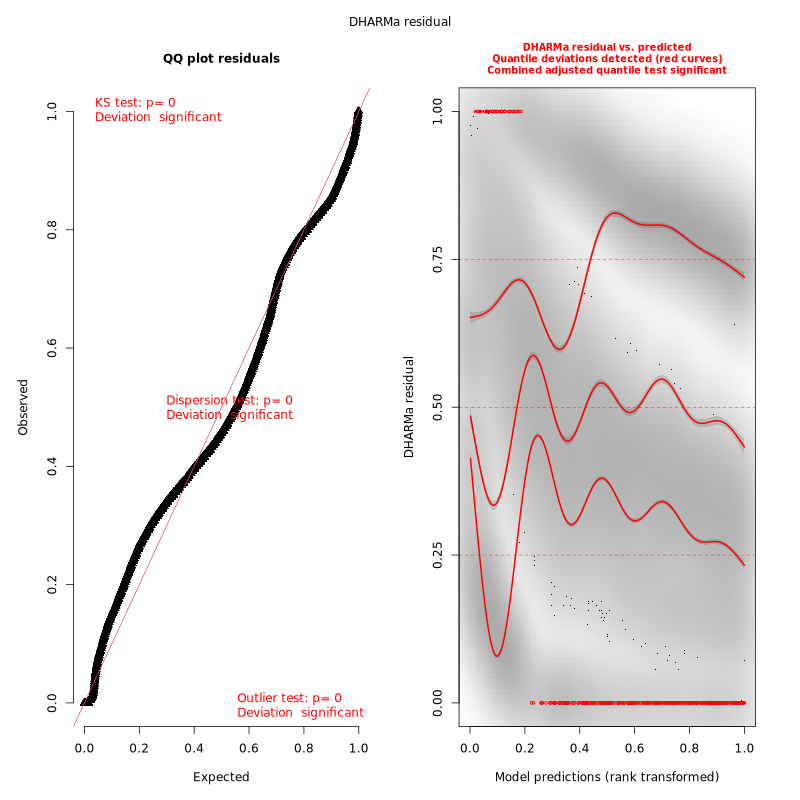 DHARMa residual
QQ plot residuals
KS test: p= 0
Deviation  significant
Dispersion test: p= 0
Deviation  significant
Outlier test: p= 0
Deviation  significant
Observed
0.0
0.2
0.4
0.6
0.8
1.0
0.0
0.2
0.4
0.6
0.8
1.0
Expected
DHARMa residual vs. predicted
Quantile deviations detected (red curves)
Combined adjusted quantile test significant
DHARMa residual
0.00
0.25
0.50
0.75
1.00
0.0
0.2
0.4
0.6
0.8
1.0
Model predictions (rank transformed)